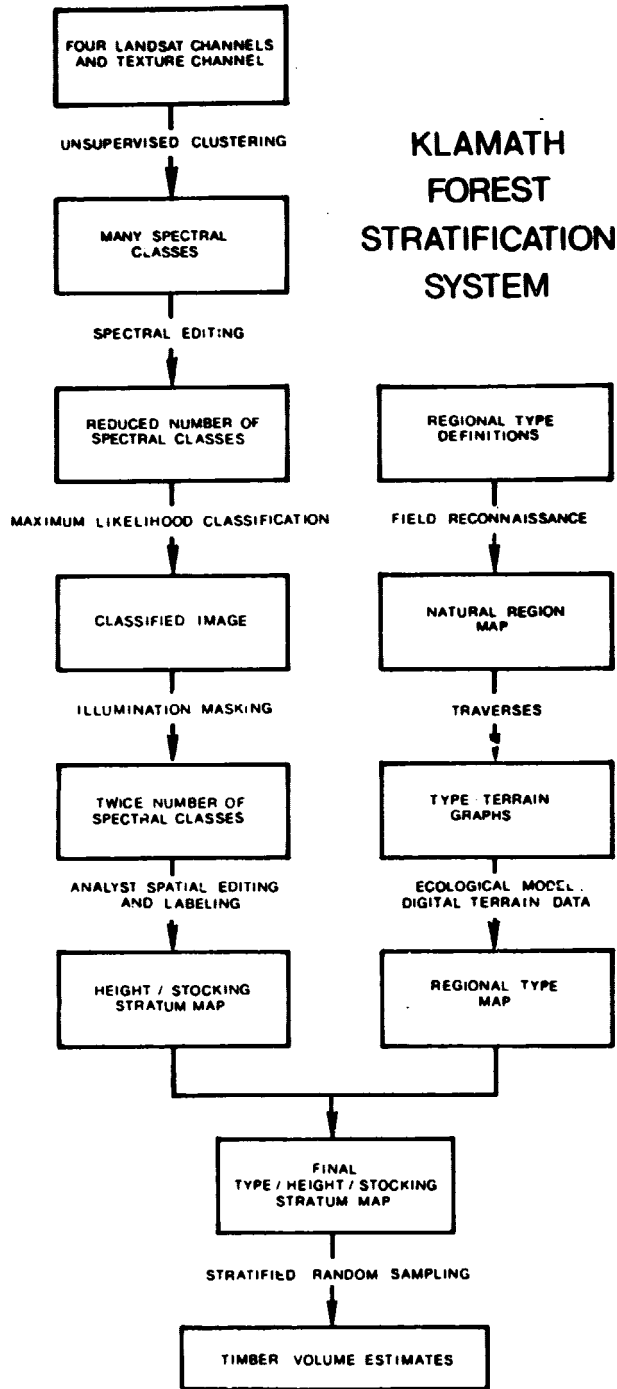 FOUR LANDSAT CHANNELS
AND TEXTURE CHANNEL
UNSUPERVISED CLUSTERING
KLAMATH
FOREST
STRATIFICATION
SYSTEM
MANY SPECTRAL
CLASSES
SPECTRAL EDITING
REDUCED NUMBER OF
SPECTRAL CLASSES
REGIONAL TYPE
DEFINITIONS
MAXIMUM LIKELIHOOD CLASSIFICATION
FIELD RECONNAISSANCE
CLASSIFIED IMAGE
NATURAL REGION
MAP
ILLUMINATION MASKING
TRAVERSES
TWICE NUMBER OF
SPECTRAL CLASSES
TYPE TERRAIN
GRAPHS
ANALYST SPATIAL EDITING
AND LABELING
ECOLOGICAL MODEL.
DIGITAL TERRAIN DATA
HEIGHT / STOCKING
STRATUM MAP
REGIONAL TYPE
MAP
FINAL
TYPE / HEIGHT / STOCKING
STRATUM MAP
STRATIFIED RANDOM SAMPLING
TIMBER VOLUME ESTIMATES